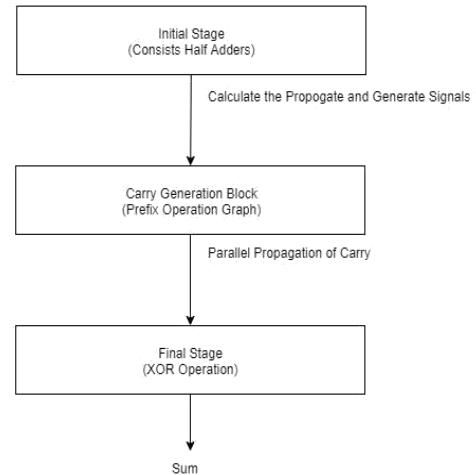 Initial Stage
(Consists Half Adders)
Calculate the Propogate and Generate Signals
Carry Generation Block
(Prefix Operation Graph)
Parallel Propagation of Carry
Final Stage
(XOR Operation)
Sum